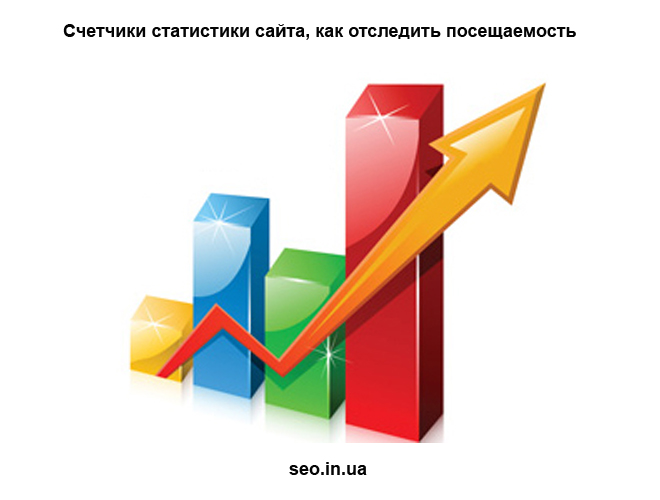 Счетчики статистики сайта, как отследить посещаемость
seo.in.ua